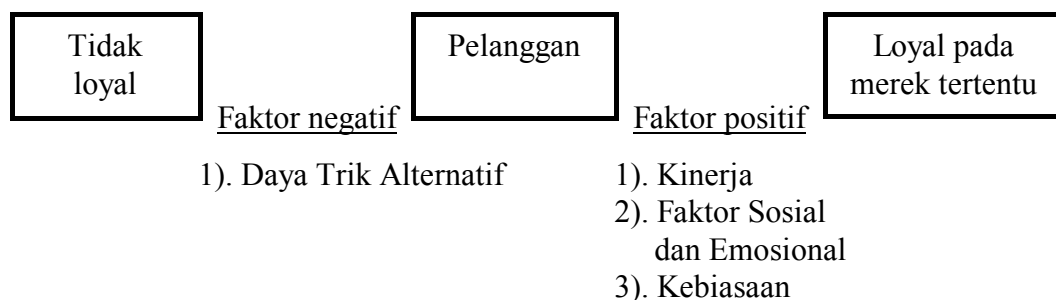 Tidak
loyal
Pelanggan
Loyal pada
merek tertentu
Faktor negatif
1). Daya Trik Alternatif
Faktor positif
1). Kinerja
2). Faktor Sosial
dan Emosional
3). Kebiasaan